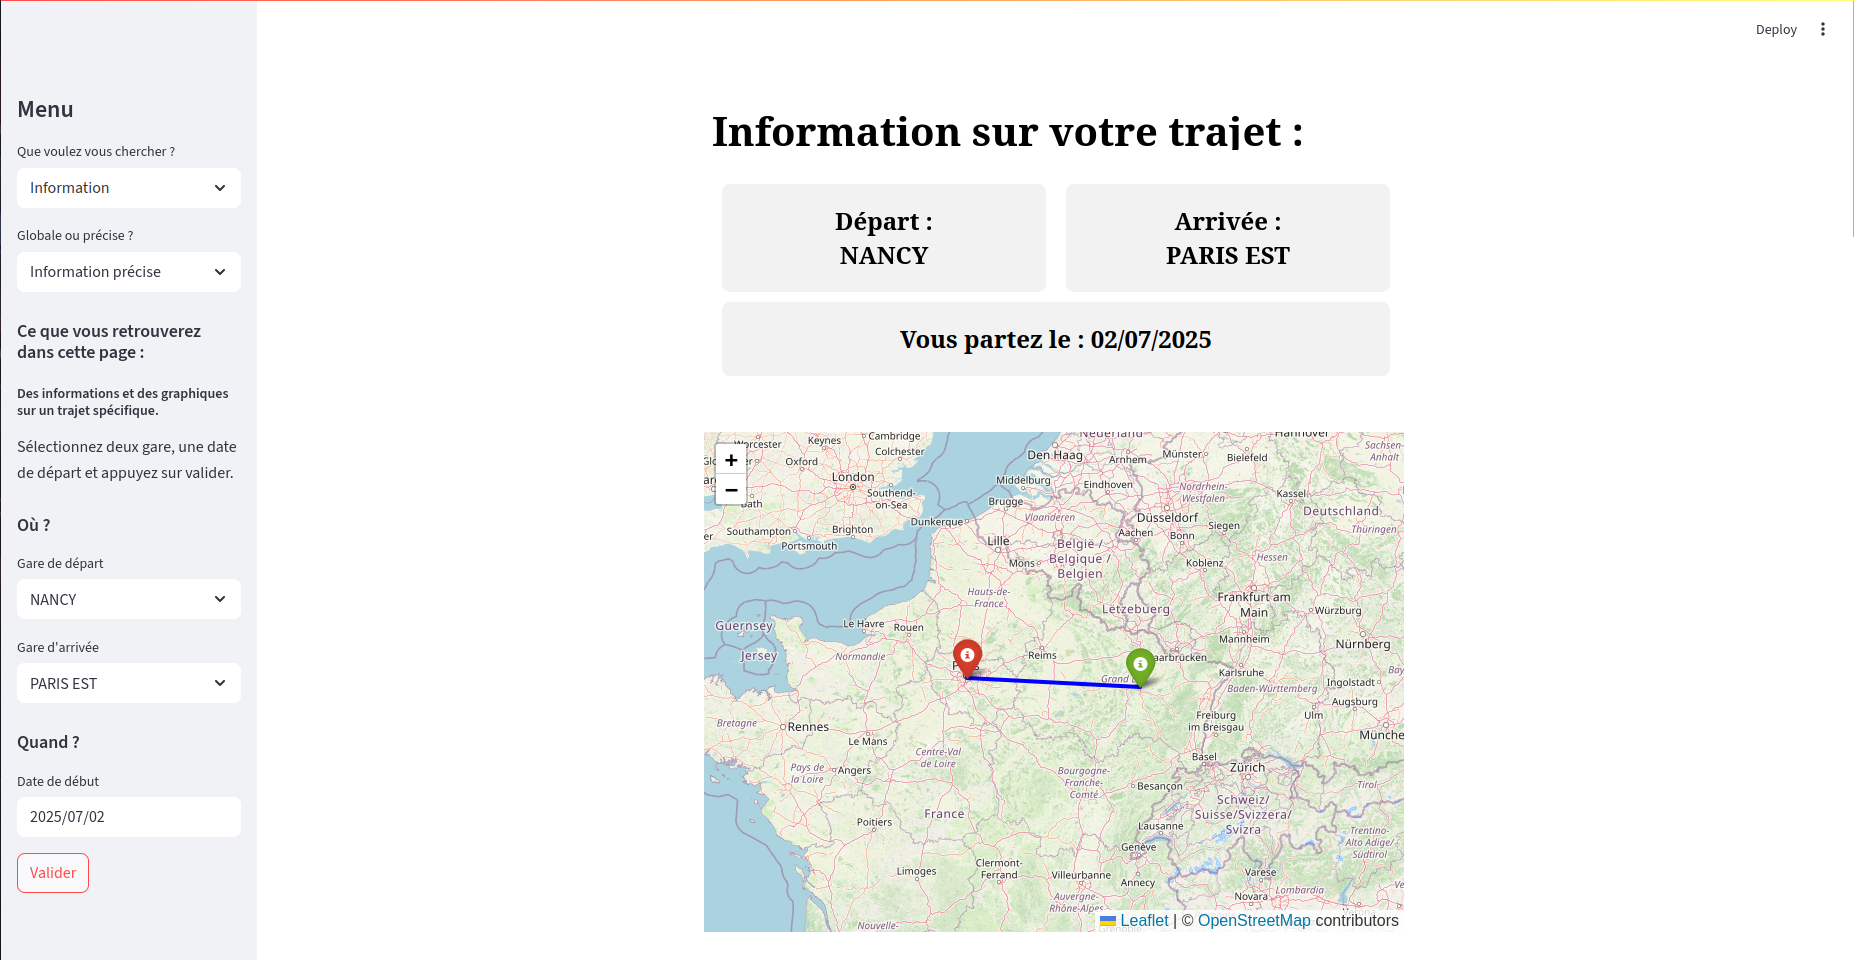 Deploy
Menu
Que voulez vous chercher ?
Information
Globale ou précise ?
Information précise
Ce que vous retrouverez
dans cette page :
Des informations et des graphiques
sur un trajet spécifique.
Sélectionnez deux gare, une date
de départ et appuyez sur valider.
Où ?
Gare de départ
NANCY
Gare d'arrivée
PARIS EST
Quand ?
Date de début
2025/07/02
Valider
Information sur votre trajet :
Départ :
NANCY
Arrivée :
PARIS EST
Vous partez le : 02/07/2025
+
−
Worcester
Keynes
Cambridge
Colchester
Oxford
London
Southend-
on-Sea
Southampton
Brighton
Portsmouth
Nederland
Hannover
Den Haag
Arnhem
Münster
Bielefeld
Sachsen-
Anhalt
Middelburg
Eindhoven
Nordrhein-
Westfalen
Kassel
Brugge
Dunkerque
Vlaanderen
Düsseldorf
Siegen
Deutschland
Thüringen
Aachen
Bonn
Lille
België /
Belgique /
Belgien
Mons
Koblenz
Hessen
Hauts-de-
France
Lëtzebuerg
Frankfurt am
Main
Würzburg
Guernsey
Le Havre
Rouen
Mannheim
Nürnberg
Jersey
Normandie
Reims
Karlsruhe
Ingolstadt
Baden-Württemberg
Augsburg
Bretagne
Rennes
Freiburg
im Breisgau
Ulm
Le Mans
Centre-Val
de Loire
Basel
Zürich
Pays de
la Loire
Angers
Bourgogne-
Franche-
Comté
Besançon
Tirol
Schweiz/
Suisse/Svizzera/
Svizra
France
Poitiers
Lausanne
Trentino-
Alto Adige/
Südtirol
Genève
Limoges
Clermont-
Ferrand
Villeurbanne
Annecy
Varese
Lombardia
Novara
Auvergne-
Rhône-Alpes
Nouvelle-
Leaflet | © OpenStreetMap contributors